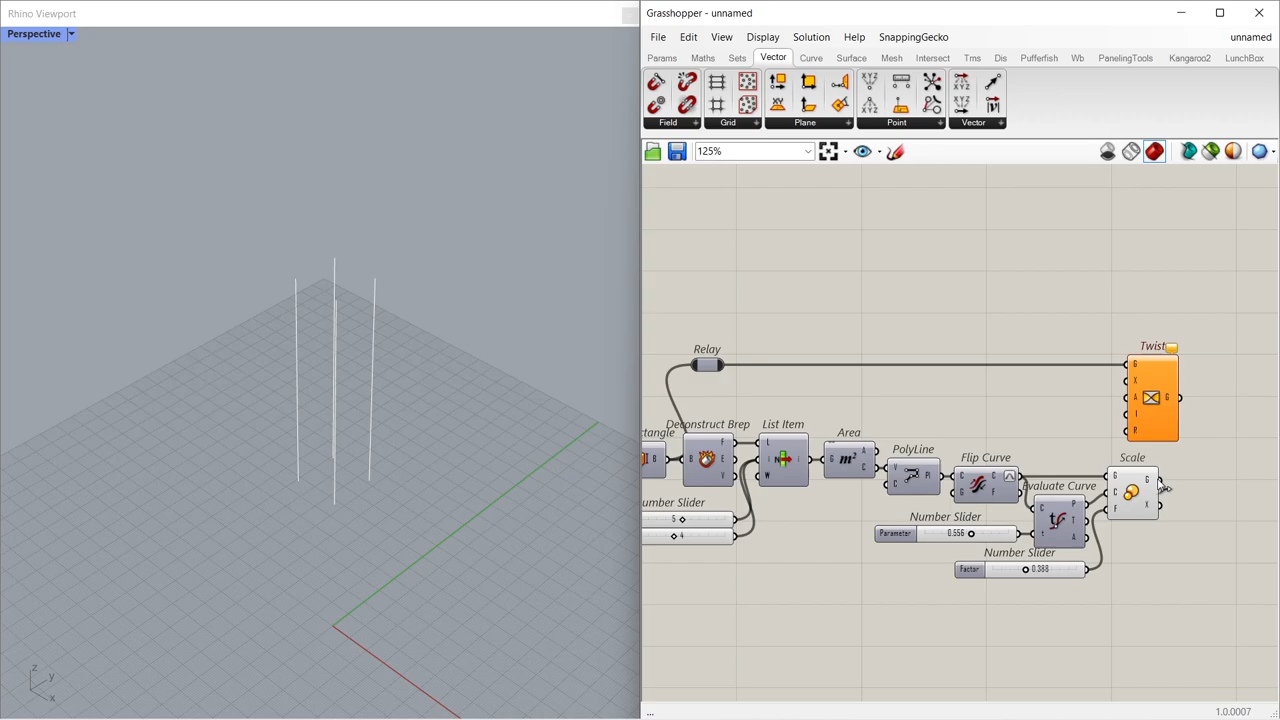 Rhino Viewport
Perspective
z
y
x
Grasshopper - unnamed
File Edit View Display Solution Help SnappingGecko unnamed
Params Maths Sets Vector Curve Surface Mesh Intersect Trns Dis Pufferfish Wb PanelingTools Kangaroo2 LunchBox
Field Grid Plane Point Vector
125%
Relay
Twist
G
X
A G
I
R
Deconstruct Brep List Item Area PolyLine Flip Curve Scale
Evaluate Curve
Number Slider
5
4
Number Slider
Parameter 0.556
Number Slider
Factor 0.388
...
1.0.0007